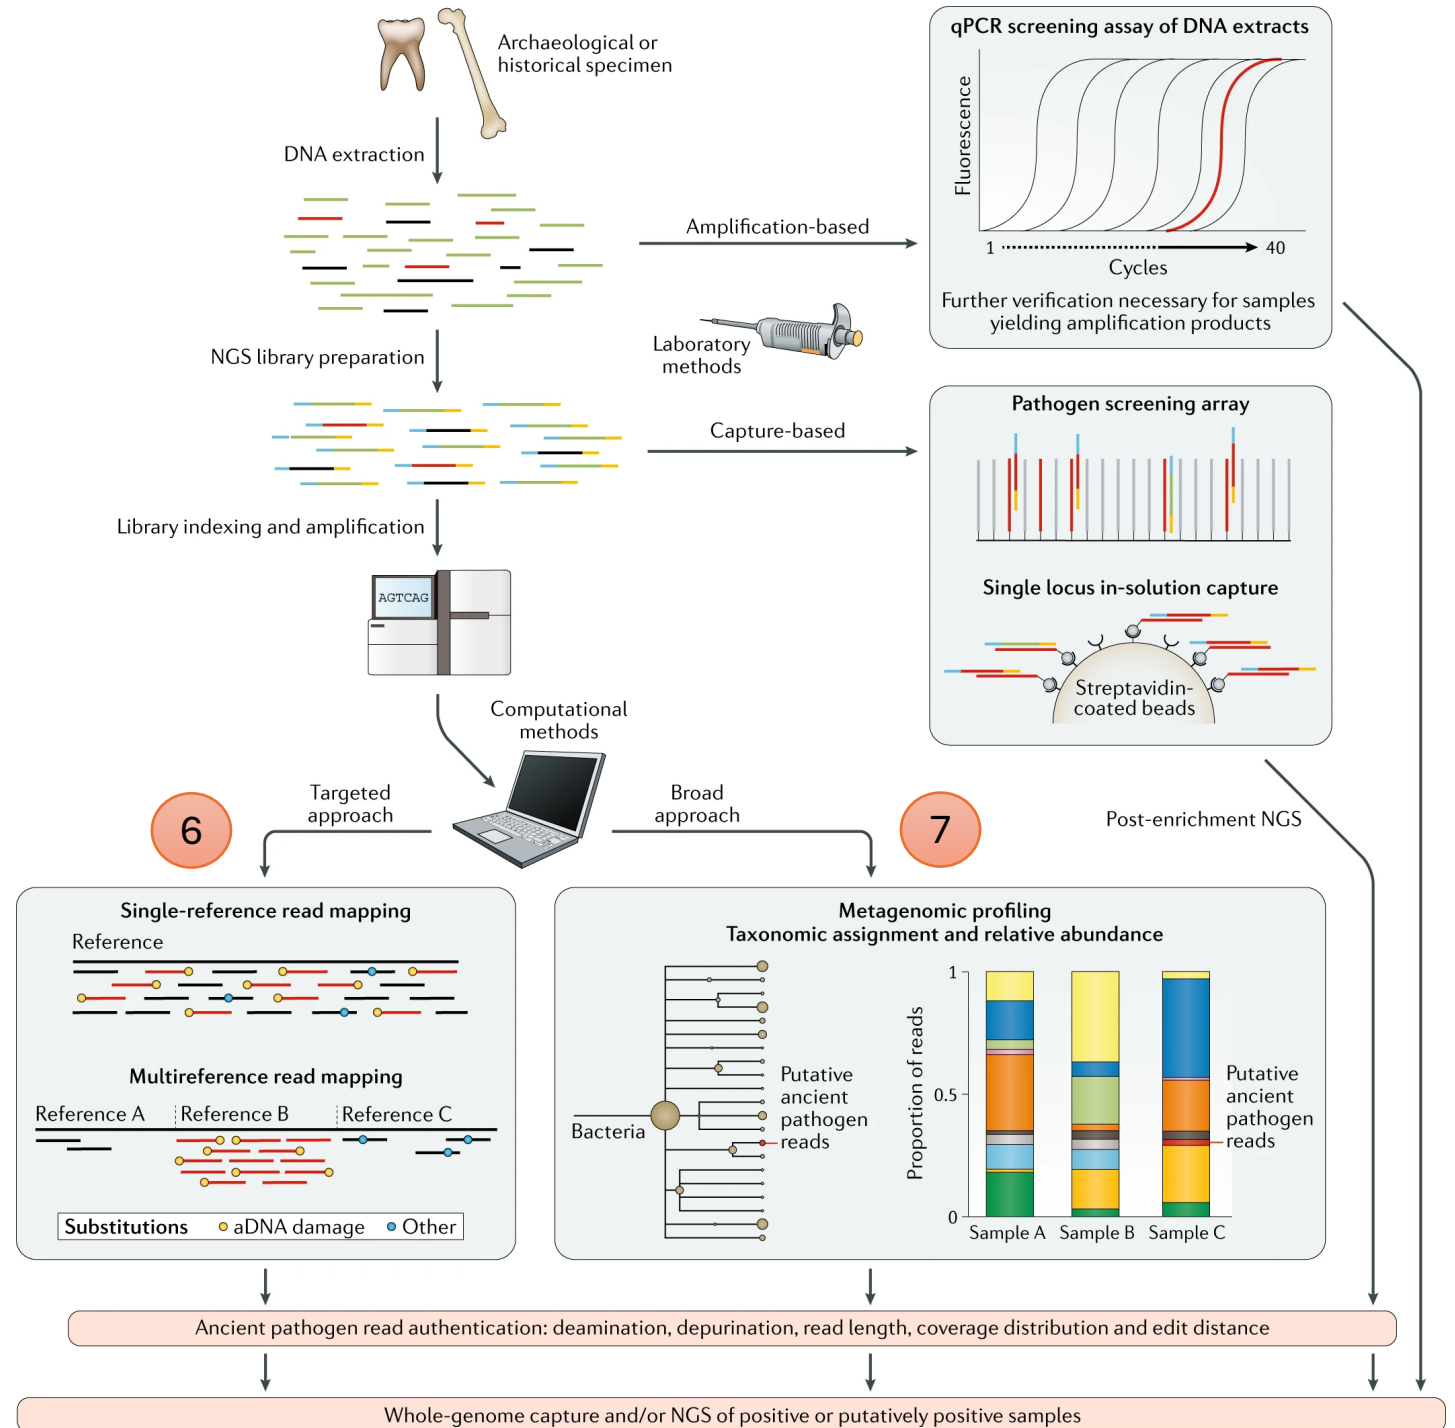 Archaeological or
historical specimen
DNA extraction
Amplification-based
qPCR screening assay of DNA extracts
Fluorescence
1
40
Cycles
Further verification necessary for samples
yielding amplification products
Laboratory
methods
NGS library preparation
Capture-based
Pathogen screening array
Library indexing and amplification
AGTCAG
Single locus in-solution capture
Streptavidin-
coated beads
Computational
methods
Targeted
approach
Broad
approach
6
7
Post-enrichment NGS
Single-reference read mapping
Reference
Multireference read mapping
Reference A
Reference B
Reference C
Substitutions
aDNA damage
Other
Metagenomic profiling
Taxonomic assignment and relative abundance
Bacteria
Putative
ancient
pathogen
reads
Proportion of reads
1
0.5
0
Sample A
Sample B
Sample C
Putative
ancient
pathogen
reads
Ancient pathogen read authentication: deamination, depurination, read length, coverage distribution and edit distance
Whole-genome capture and/or NGS of positive or putatively positive samples